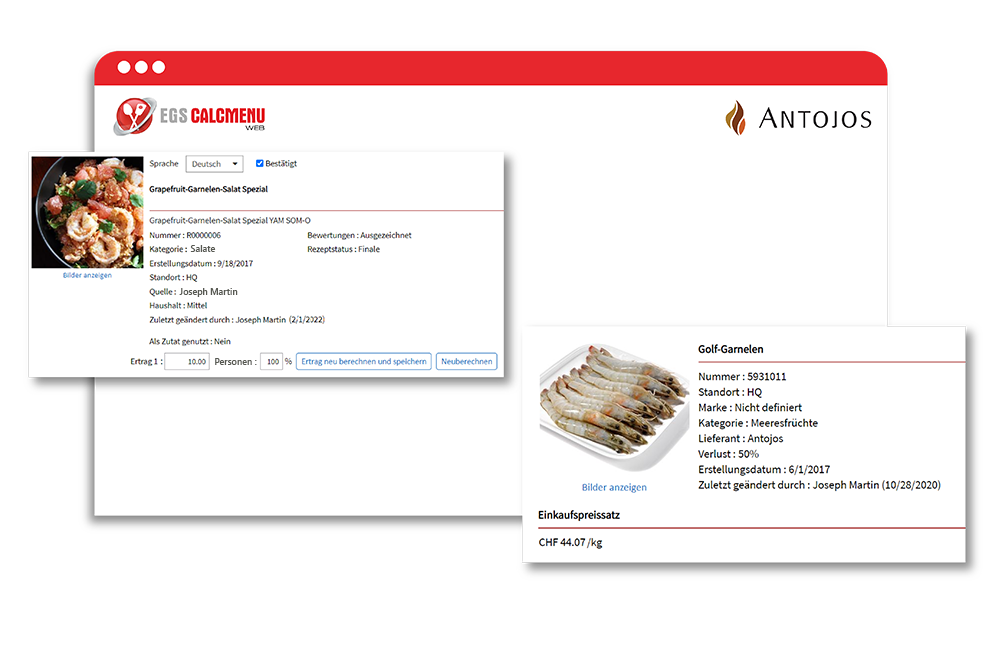 EGS CALCMENU
WEB
ANTOJOS
Sprache Deutsch Bestätigt
Grapefruit-Garnelen-Salat Spezial
Grapefruit-Garnelen-Salat Spezial YAM SOM-O
Nummer : R0000006 Bewertungen : Ausgezeichnet
Kategorie : Salate Rezeptstatus : Finale
Erstellungsdatum : 9/18/2017
Standort : HQ
Quelle : Joseph Martin
Haushalt : Mittel
Zuletzt geändert durch : Joseph Martin (2/1/2022)
Bilder anzeigen
Als Zutat genutzt : Nein
Ertrag 1 : 10.00 Personen : 100 % Ertrag neu berechnen und speichern Neuberechnen
Golf-Garnelen
Nummer : 5931011
Standort : HQ
Marke : Nicht definiert
Kategorie : Meeresfrüchte
Lieferant : Antojos
Verlust : 50%
Erstellungsdatum : 6/1/2017
Zuletzt geändert durch : Joseph Martin (10/28/2020)
Bilder anzeigen
Einkaufspreissatz
CHF 44.07 /kg